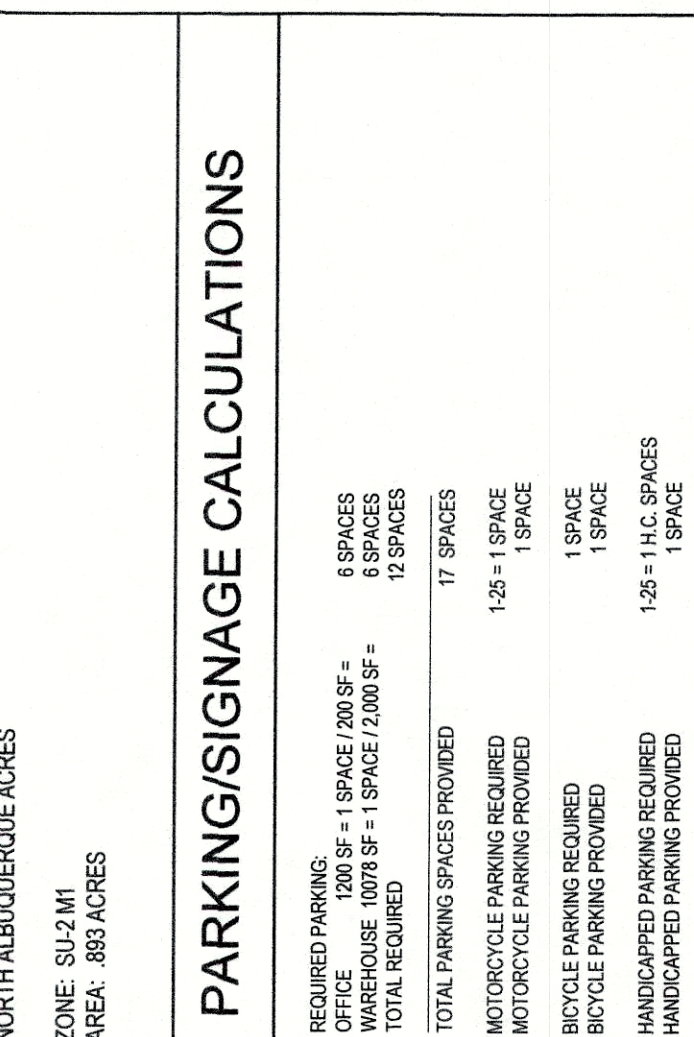 NORTH ALBUQUERQUE ACRES
ZONE: SU-2 M1
AREA: .893 ACRES
PARKING/SIGNAGE CALCULATIONS
REQUIRED PARKING:
OFFICE 1200 SF = 1 SPACE / 200 SF = 6 SPACES
WAREHOUSE 10078 SF = 1 SPACE / 2,000 SF = 6 SPACES
TOTAL REQUIRED 12 SPACES
TOTAL PARKING SPACES PROVIDED 17 SPACES
MOTORCYCLE PARKING REQUIRED 1-25 = 1 SPACE
MOTORCYCLE PARKING PROVIDED 1 SPACE
BICYCLE PARKING REQUIRED 1 SPACE
BICYCLE PARKING PROVIDED 1 SPACE
HANDICAPPED PARKING REQUIRED 1-25 = 1 H.C. SPACES
HANDICAPPED PARKING PROVIDED 1 SPACE